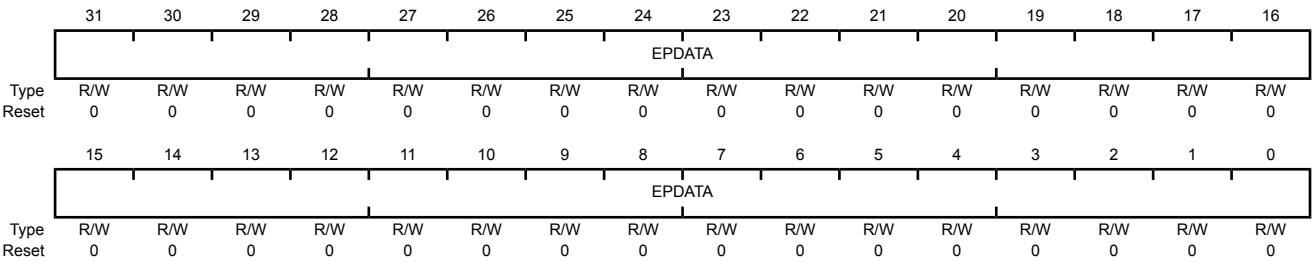 31 30 29 28 27 26 25 24 23 22 21 20 19 18 17 16
EPDATA
Type R/W R/W R/W R/W R/W R/W R/W R/W R/W R/W R/W R/W R/W R/W R/W R/W
Reset 0 0 0 0 0 0 0 0 0 0 0 0 0 0 0 0
15 14 13 12 11 10 9 8 7 6 5 4 3 2 1 0
EPDATA
Type R/W R/W R/W R/W R/W R/W R/W R/W R/W R/W R/W R/W R/W R/W R/W R/W
Reset 0 0 0 0 0 0 0 0 0 0 0 0 0 0 0 0